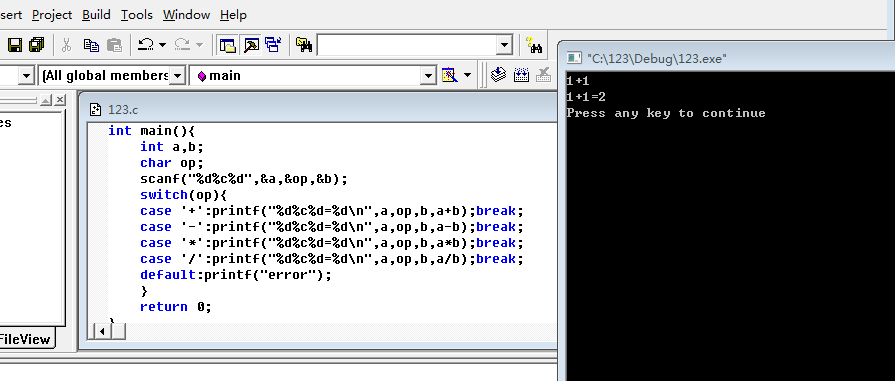 sert Project Build Tools Window Help
(All global members main
123.c
int main(){
int a,b;
char op;
scanf("%d%c%d",&a,&op,&b);
switch(op){
case '+':printf("%d%c%d=%d\n",a,op,b,a+b);break;
case '-':printf("%d%c%d=%d\n",a,op,b,a-b);break;
case '*':printf("%d%c%d=%d\n",a,op,b,a*b);break;
case '/':printf("%d%c%d=%d\n",a,op,b,a/b);break;
default:printf("error");
}
return 0;
}
es
FileView
"C:\123\Debug\123.exe"
1+1
1+1=2
Press any key to continue